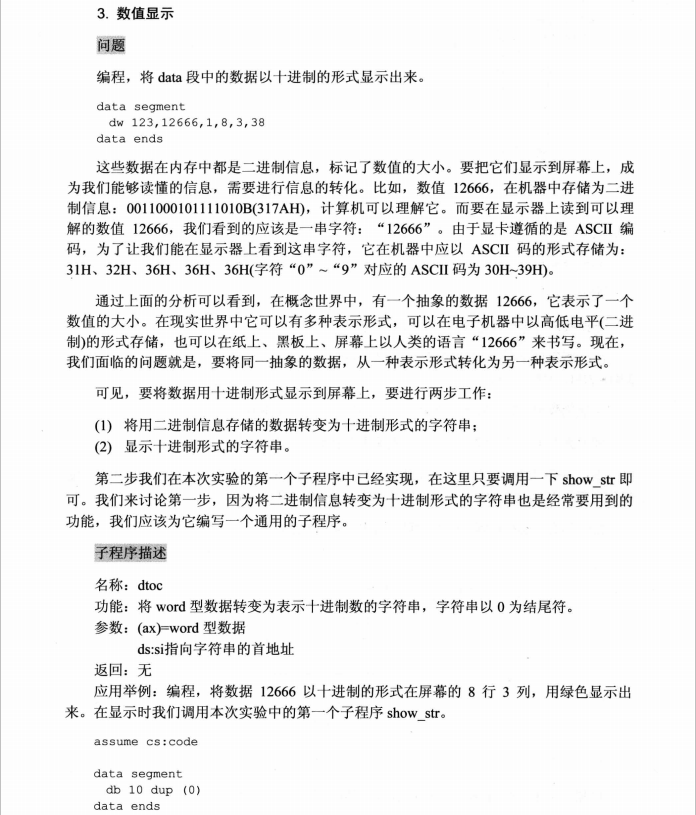 3. 数值显示
问题
编程，将 data 段中的数据以十进制的形式显示出来。
data segment
dw 123,12666,1,8,3,38
data ends
这些数据在内存中都是二进制信息，标记了数值的大小。要把它们显示到屏幕上，成
为我们能够读懂的信息，需要进行信息的转化。比如，数值 12666，在机器中存储为二进
制信息：0011000101111010B(317AH)，计算机可以理解它。而要在显示器上读到可以理
解的数值 12666，我们看到的应该是一串字符：“12666”。由于显卡遵循的是 ASCII 编
码，为了让我们能在显示器上看到这串字符，它在机器中应以 ASCII 码的形式存储为：
31H、32H、36H、36H、36H(字符“0”~“9”对应的 ASCII 码为 30H~39H)。
通过上面的分析可以看到，在概念世界中，有一个抽象的数据 12666，它表示了一个
数值的大小。在现实世界中它可以有多种表示形式，可以在电子机器中以高低电平(二进
制)的形式存储，也可以在纸上、黑板上、屏幕上以人类的语言“12666”来书写。现在，
我们面临的问题就是，要将同一抽象的数据，从一种表示形式转化为另一种表示形式。
可见，要将数据用十进制形式显示到屏幕上，要进行两步工作：
(1) 将用二进制信息存储的数据转变为十进制形式的字符串；
(2) 显示十进制形式的字符串。
第二步我们在本次实验的第一个子程序中已经实现，在这里只要调用一下 show_str 即
可。我们来讨论第一步，因为将二进制信息转变为十进制形式的字符串也是经常要用到的
功能，我们应该为它编写一个通用的子程序。
子程序描述
名称：dtoc
功能：将 word 型数据转变为表示十进制数的字符串，字符串以 0 为结尾符。
参数：(ax)=word 型数据
ds:si指向字符串的首地址
返回：无
应用举例：编程，将数据 12666 以十进制的形式在屏幕的 8 行 3 列，用绿色显示出
来。在显示时我们调用本次实验中的第一个子程序 show_str。
assume cs:code
data segment
db 10 dup (0)
data ends